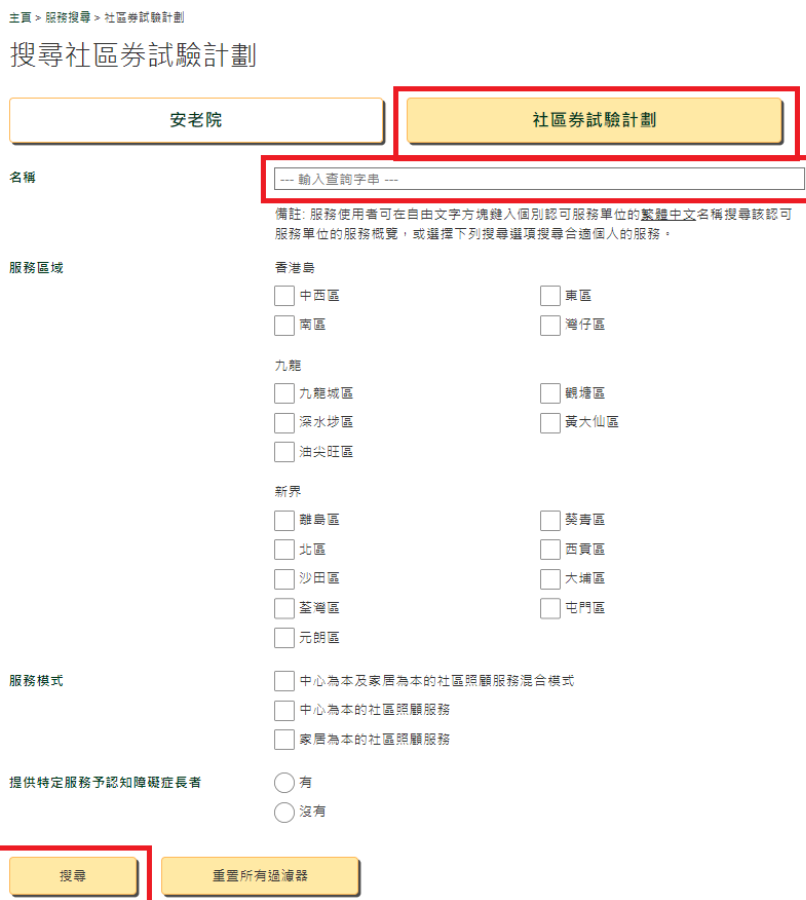 主頁 > 服務搜尋 > 社區券試驗計劃
搜尋社區券試驗計劃
安老院 社區券試驗計劃
名稱 --- 輸入查詢字串 ---
備註: 服務使用者可在自由文字方塊鍵入個別認可服務單位的繁體中文名稱搜尋該認可
服務單位的服務概覽，或選擇下列搜尋選項搜尋合適個人的服務。
服務區域 香港島
中西區 東區
南區 灣仔區
九龍
九龍城區 觀塘區
深水埗區 黃大仙區
油尖旺區
新界
離島區 葵青區
北區 西貢區
沙田區 大埔區
荃灣區 屯門區
元朗區
服務模式 中心為本及家居為本的社區照顧服務混合模式
中心為本的社區照顧服務
家居為本的社區照顧服務
提供特定服務予認知障礙症長者 有
沒有
搜尋 重置所有過濾器